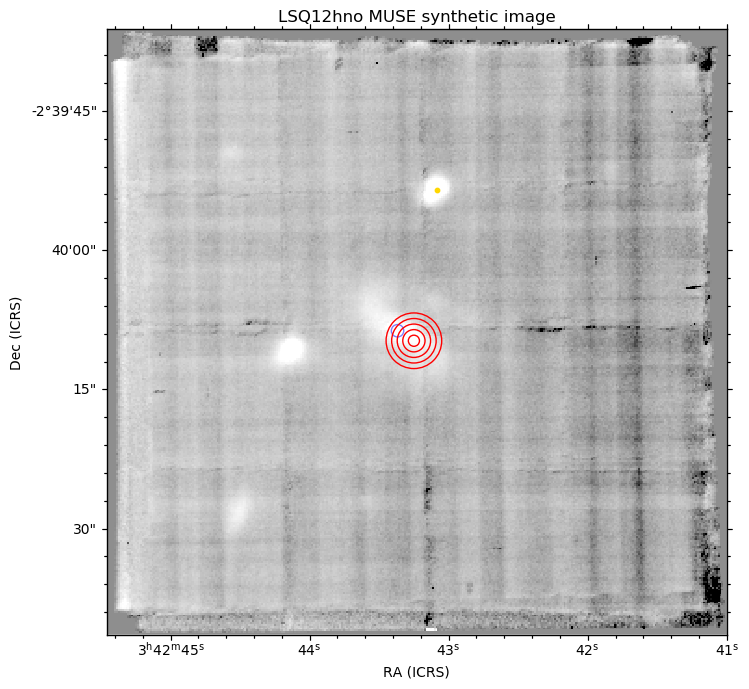 LSQ12hno MUSE synthetic image
-2°39'45"
40'00"
15"
30"
Dec (ICRS)
3h42m45s
44s
43s
42s
41s
RA (ICRS)